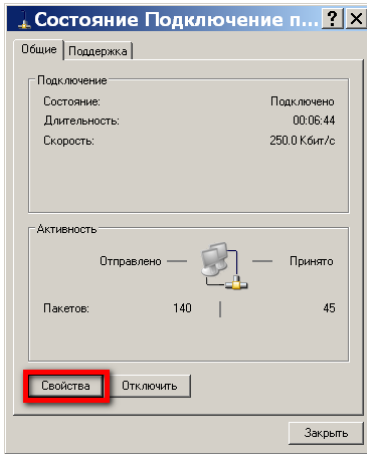 Состояние Подключение п...
Общие Поддержка
Подключение
Состояние: Подключено
Длительность: 00:06:44
Скорость: 250.0 Кбит/с
Активность
Отправлено — — Принято
Пакетов: 140 | 45
Свойства Отключить
Закрыть